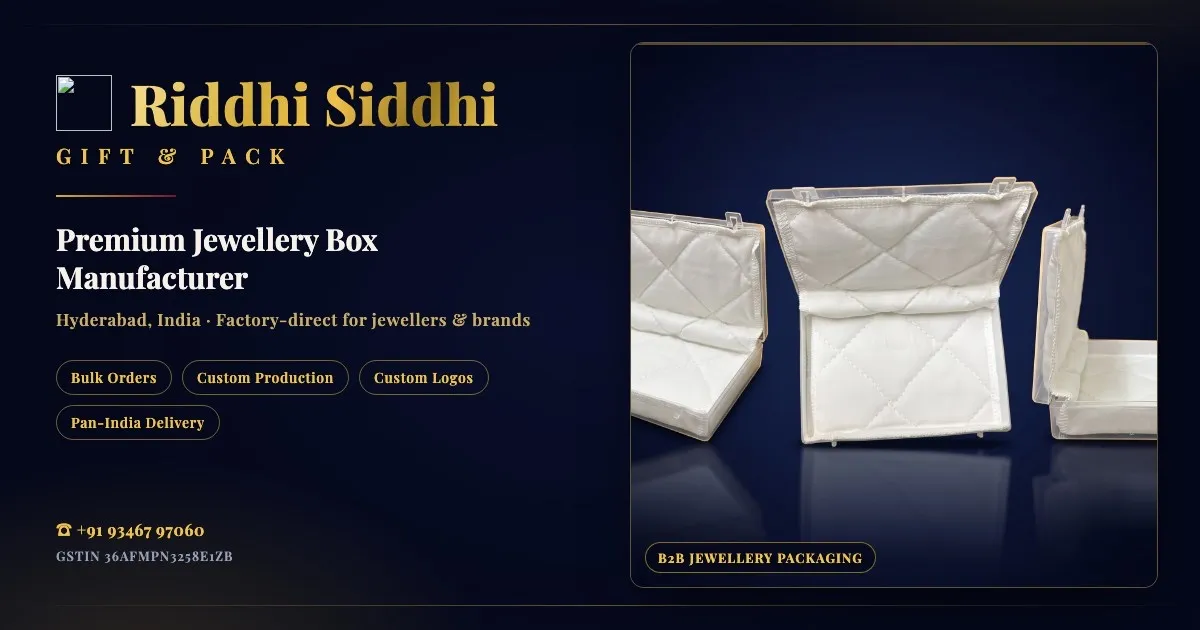 Riddhi Siddhi
GIFT & PACK
Premium Jewellery Box
Manufacturer
Hyderabad, India · Factory-direct for jewellers & brands
Bulk Orders
Custom Production
Custom Logos
Pan-India Delivery
☎ +91 93467 97060
GSTIN 36AFMPN3258E1ZB
B2B JEWELLERY PACKAGING